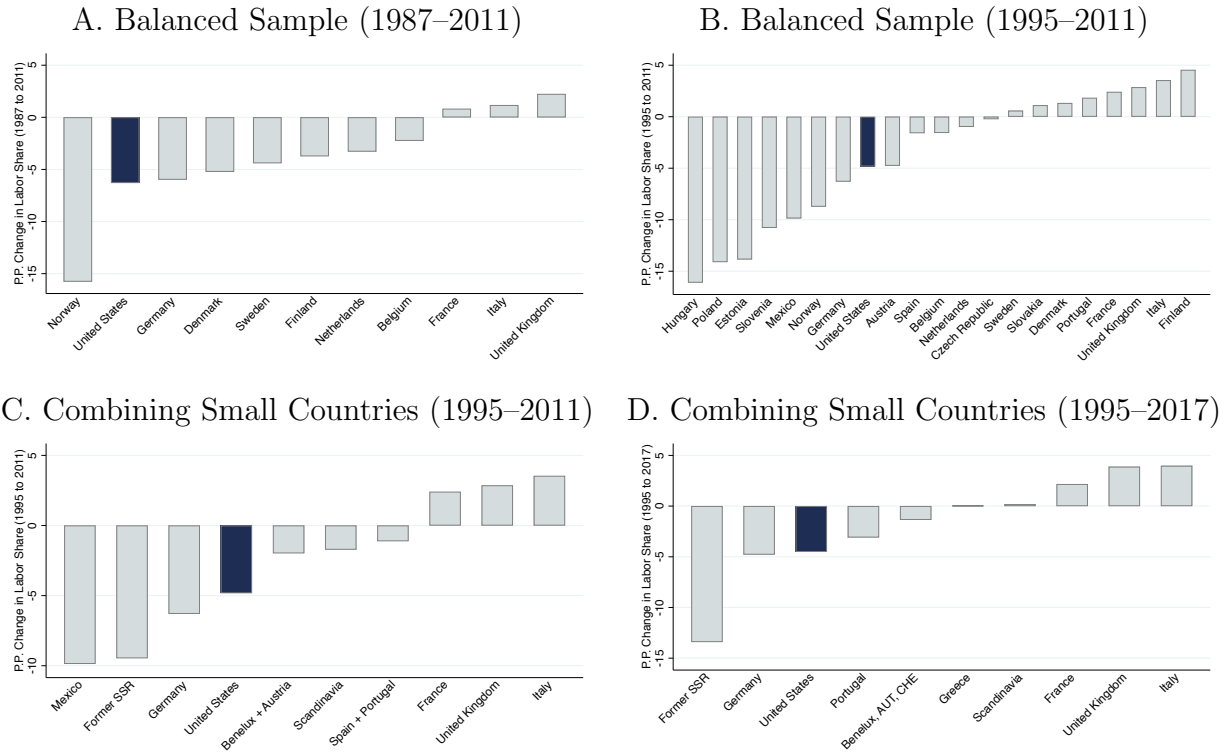 A. Balanced Sample (1987–2011)
P.P. Change in Labor Share (1987 to 2011)
5
0
-5
-10
-15
Norway
United States
Germany
Denmark
Sweden
Finland
Netherlands
Belgium
France
Italy
United Kingdom
B. Balanced Sample (1995–2011)
P.P. Change in Labor Share (1995 to 2011)
5
0
-5
-10
-15
Hungary
Poland
Estonia
Slovenia
Mexico
Norway
Germany
United States
Austria
Spain
Belgium
Netherlands
Czech Republic
Sweden
Slovakia
Denmark
Portugal
France
United Kingdom
Italy
Finland
C. Combining Small Countries (1995–2011)
P.P. Change in Labor Share (1995 to 2011)
5
0
-5
-10
Mexico
Former SSR
Germany
United States
Benelux + Austria
Scandinavia
Spain + Portugal
France
United Kingdom
Italy
D. Combining Small Countries (1995–2017)
P.P. Change in Labor Share (1995 to 2017)
5
0
-5
-10
-15
Former SSR
Germany
United States
Portugal
Benelux, AUT, CHE
Greece
Scandinavia
France
United Kingdom
Italy